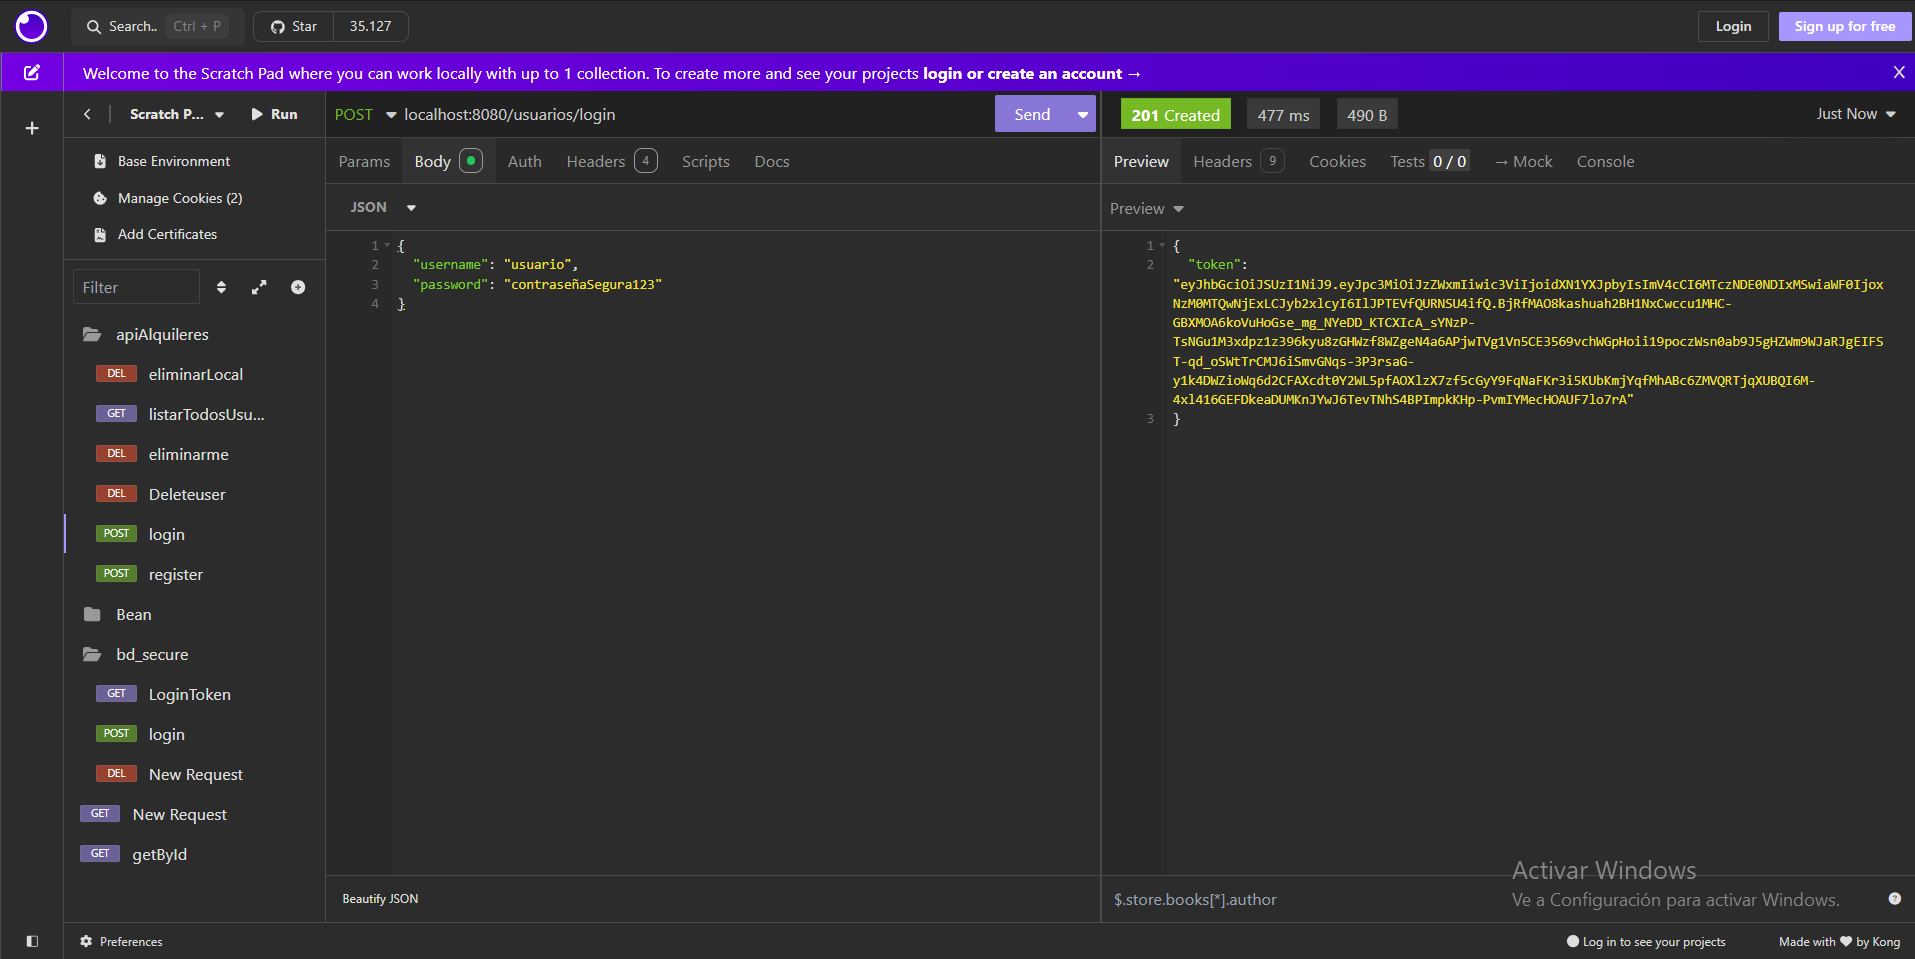 Search.. Ctrl + P Star 35.127 Login Sign up for free
Welcome to the Scratch Pad where you can work locally with up to 1 collection. To create more and see your projects login or create an account →
Scratch P... Run
Base Environment
Manage Cookies (2)
Add Certificates
Filter
apiAlquileres
DEL eliminarLocal
GET listarTodosUsu...
DEL eliminarme
DEL Deleteuser
POST login
POST register
Bean
bd_secure
GET LoginToken
POST login
DEL New Request
GET New Request
GET getById
Preferences
POST localhost:8080/usuarios/login Send
Params Body Auth Headers 4 Scripts Docs
JSON
1 {
2 "username": "usuario",
3 "password": "contraseñaSegura123"
4 }
Beautify JSON
201 Created 477 ms 490 B Just Now
Preview Headers 9 Cookies Tests 0 / 0 → Mock Console
Preview
1 {
2 "token":
"eyJhbGciOiJSUzI1NiJ9.eyJpc3MiOiJzZWxmIiwic3ViIjoidXN1YXJpbyIsImV4cCI6MTczNDE0NDIxMSwiaWF0Ijox
NzM0MTQwNjExLCJyb2xlcyI6IlJPTEVfQURNSU4ifQ.BjRfMAO8kashuah2BH1NxCwccu1MHC-
GBXMOA6koVuHoGse_mg_NYeDD_KTCXIcA_sYNzP-
TsNGu1M3xdpz1z396kyu8zGHWzf8WZgeN4a6APjwTVg1Vn5CE3569vchWGpHoii19poczWsn0ab9J5gHZWm9WJaRJgEIFS
T-qd_oSWtTrCMJ6iSmvGNqs-3P3rsaG-
y1k4DWZioWq6d2CFAXcdt0Y2WL5pfAOXlzX7zf5cGyY9FqNaFKr3i5KUbKmjYqfMhABc6ZMVQRTjqXUBQI6M-
4xl416GEFDkeaDUMKnJYwJ6TevTNhS4BPImpkKHp-PvmIYMecHOAUF7lo7rA"
3 }
Activar Windows
Ve a Configuración para activar Windows.
$.store.books[*].author
Log in to see your projects Made with by Kong